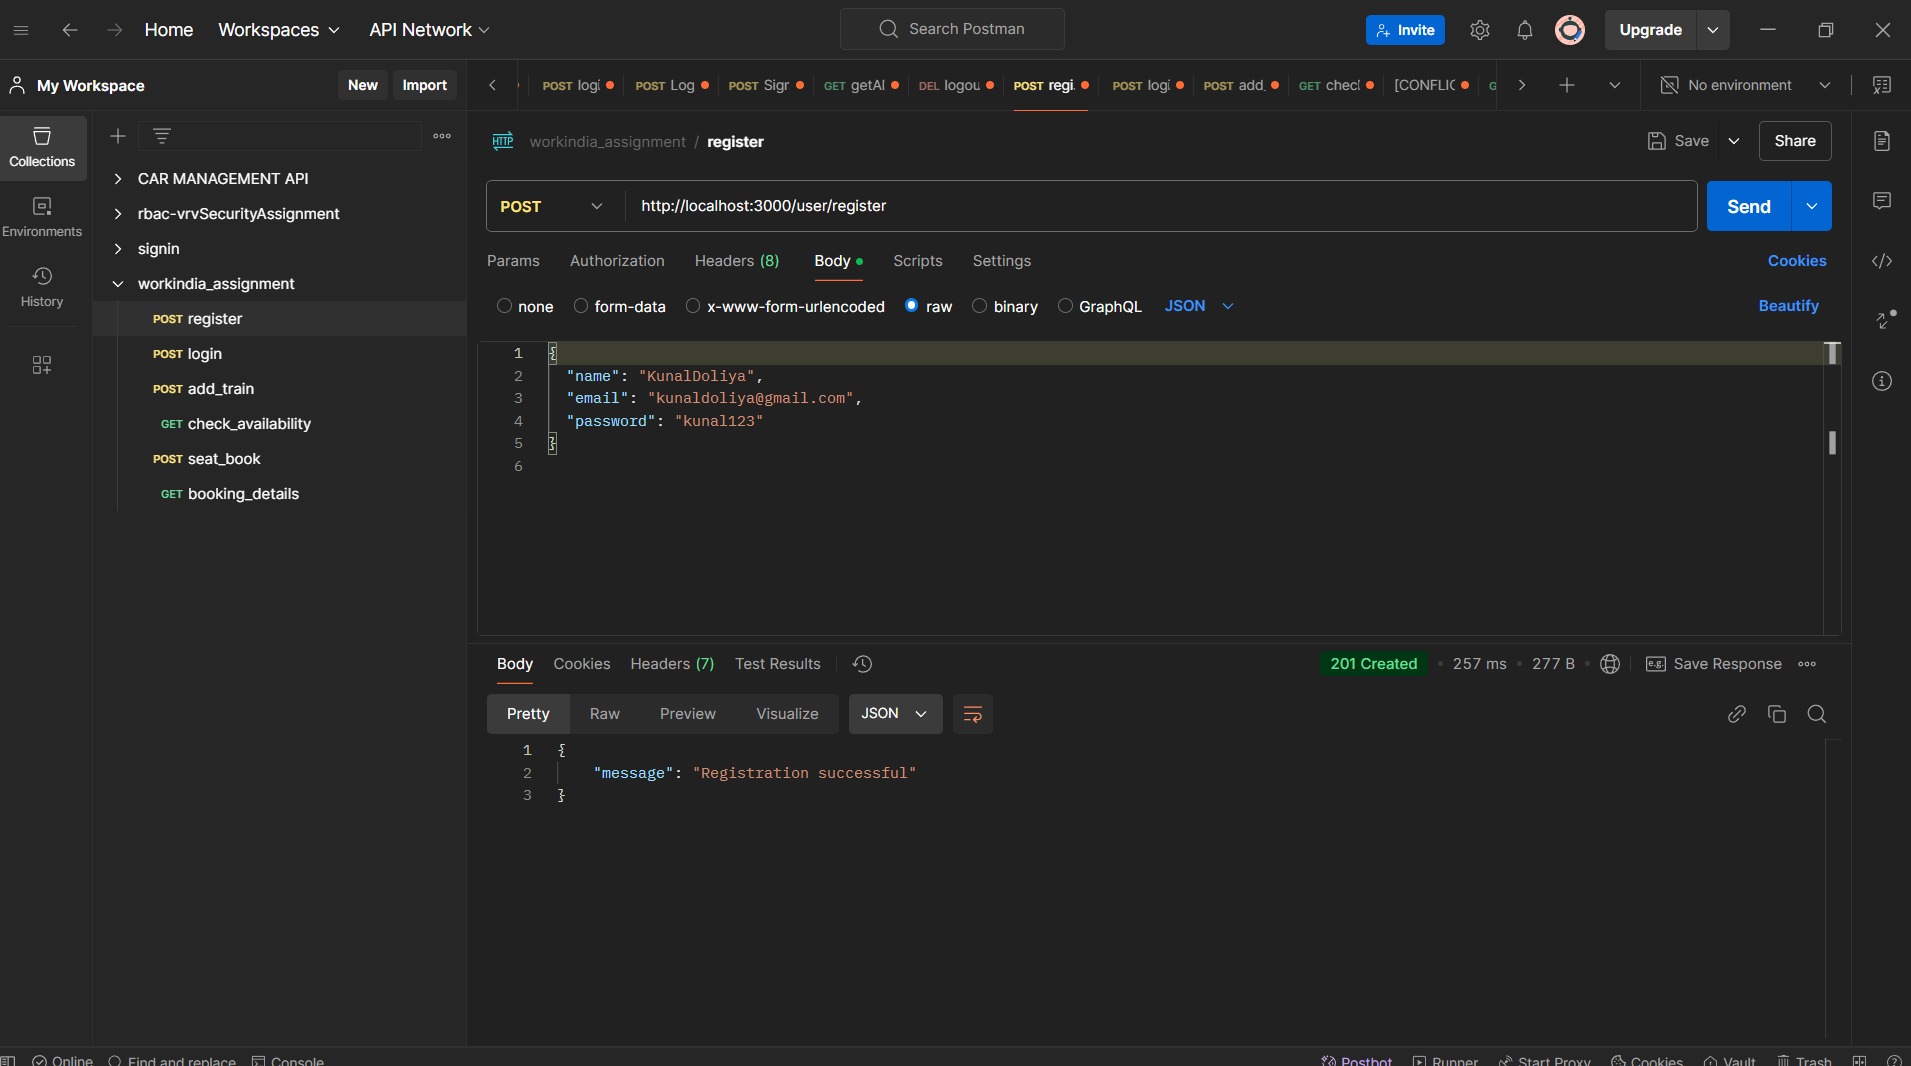 Home Workspaces API Network Search Postman Invite Upgrade
My Workspace New Import POST logi POST Log POST Sigr GET getAl DEL logou POST regi. POST logi POST add_ GET checl [CONFLIC G No environment
Collections
Environments
History
CAR MANAGEMENT API
rbac-vrvSecurityAssignment
signin
workindia_assignment
POST register
POST login
POST add_train
GET check_availability
POST seat_book
GET booking_details
HTTP workindia_assignment / register Save Share
POST http://localhost:3000/user/register Send
Params Authorization Headers (8) Body Scripts Settings Cookies
none form-data x-www-form-urlencoded raw binary GraphQL JSON Beautify
1 {
2 "name": "KunalDoliya",
3 "email": "kunaldoliya@gmail.com",
4 "password": "kunal123"
5 }
6
Body Cookies Headers (7) Test Results 201 Created • 257 ms • 277 B • e.g. Save Response
Pretty Raw Preview Visualize JSON
1 {
2 "message": "Registration successful"
3 }
Online Find and replace Console Postbot Runner Start Proxy Cookies Vault Trash